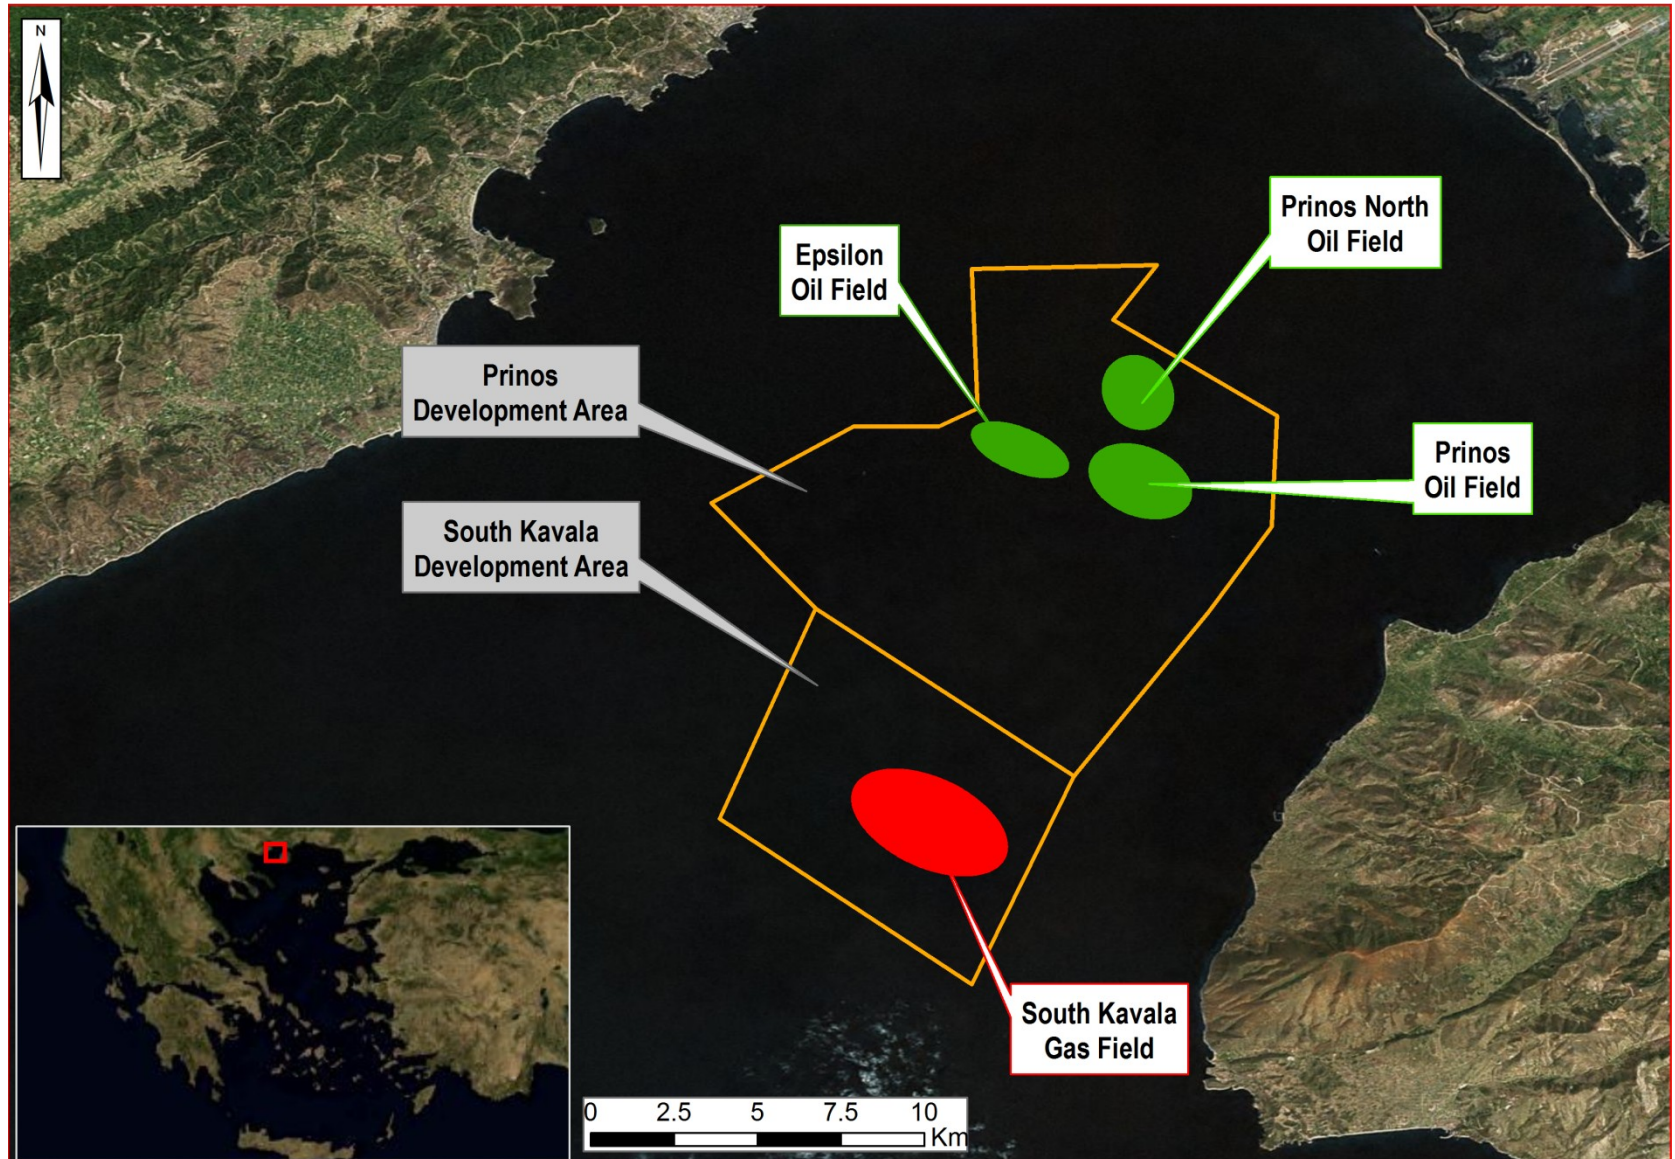 N
Prinos North
Oil Field
Epsilon
Oil Field
Prinos
Development Area
Prinos
Oil Field
South Kavala
Development Area
South Kavala
Gas Field
0 2.5 5 7.5 10
Km